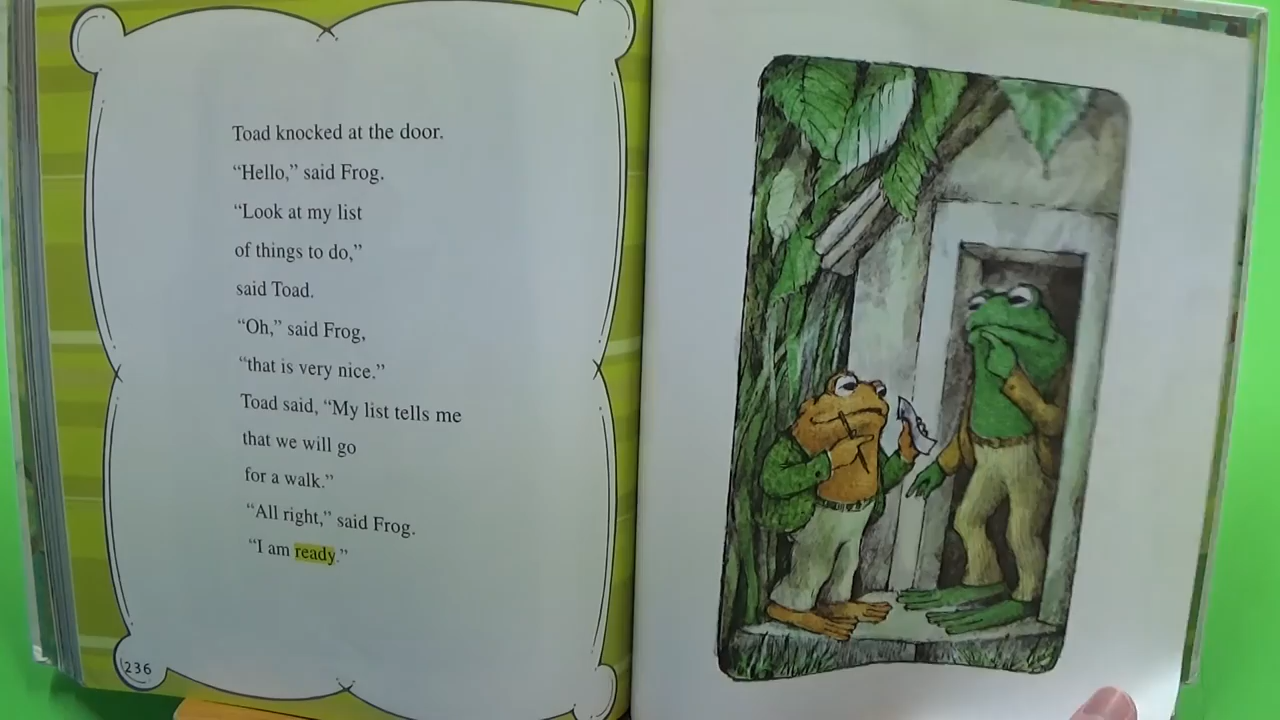 Toad knocked at the door.
“Hello,” said Frog.
“Look at my list
of things to do,”
said Toad.
“Oh,” said Frog,
“that is very nice.”
Toad said, “My list tells me
that we will go
for a walk.”
“All right,” said Frog.
“I am ready.”
236